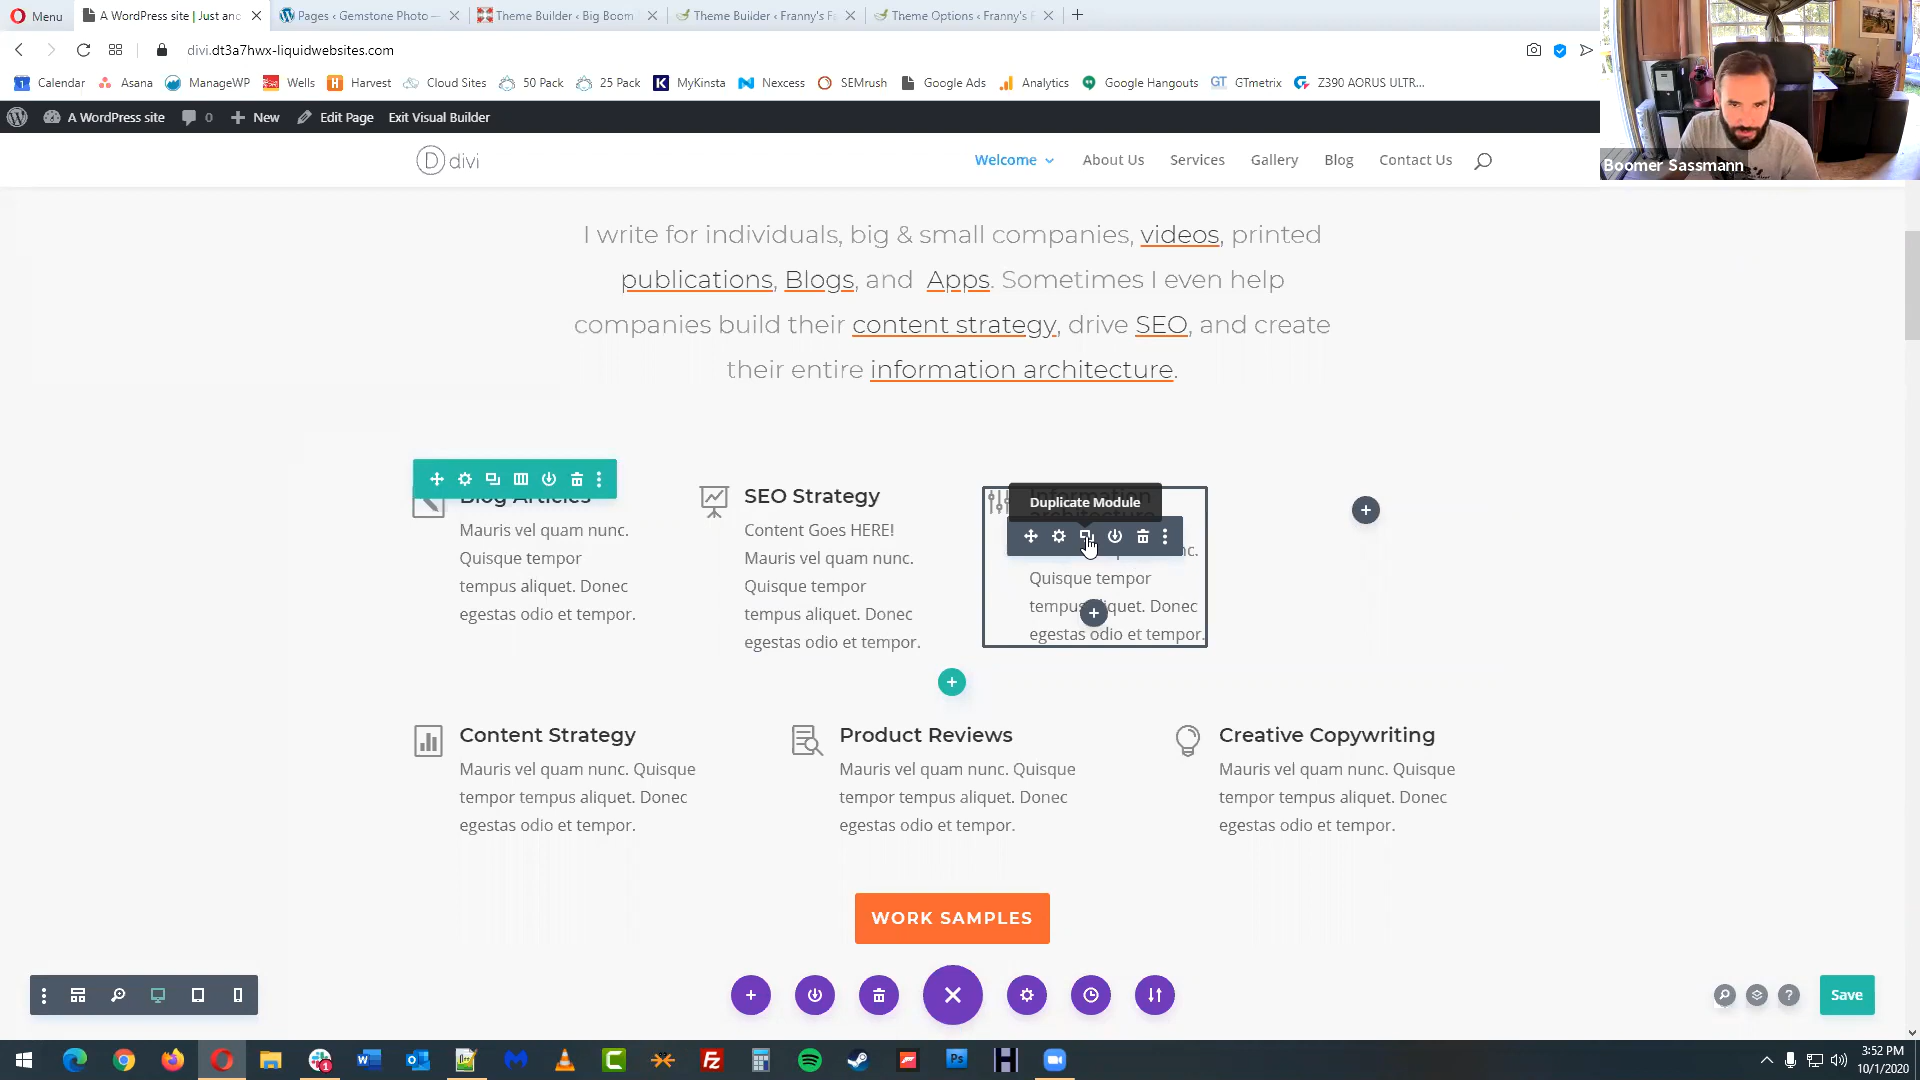 Menu
A WordPress site | Just and
Pages ‹ Gemstone Photo —
Theme Builder ‹ Big Boom
Theme Builder ‹ Franny's F
Theme Options ‹ Franny's F
divi.dt3a7hwx-liquidwebsites.com
Calendar
Asana
ManageWP
Wells
Harvest
Cloud Sites
50 Pack
25 Pack
MyKinsta
Nexcess
SEMrush
Google Ads
Analytics
Google Hangouts
GTmetrix
Z390 AORUS ULTR...
A WordPress site
0
New
Edit Page
Exit Visual Builder
Boomer Sassmann
divi
Welcome
About Us
Services
Gallery
Blog
Contact Us
I write for individuals, big & small companies, videos, printed
publications, Blogs, and Apps. Sometimes I even help
companies build their content strategy, drive SEO, and create
their entire information architecture.
Blog Articles
Mauris vel quam nunc.
Quisque tempor
tempus aliquet. Donec
egestas odio et tempor.
SEO Strategy
Content Goes HERE!
Mauris vel quam nunc.
Quisque tempor
tempus aliquet. Donec
egestas odio et tempor.
Duplicate Module
Quisque tempor
tempus aliquet. Donec
egestas odio et tempor.
Content Strategy
Mauris vel quam nunc. Quisque
tempor tempus aliquet. Donec
egestas odio et tempor.
Product Reviews
Mauris vel quam nunc. Quisque
tempor tempus aliquet. Donec
egestas odio et tempor.
Creative Copywriting
Mauris vel quam nunc. Quisque
tempor tempus aliquet. Donec
egestas odio et tempor.
WORK SAMPLES
Save
3:52 PM
10/1/2020